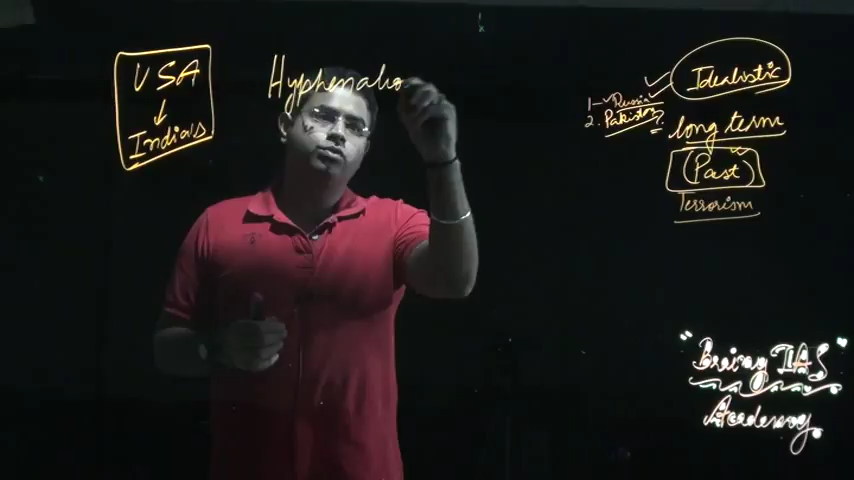 USA
↓
Indians
Hyphenatio
Idealistic
1- Russia
2. Pakistan?
long term
(Past)
Terrorism
"Brainy IAS"
Academy